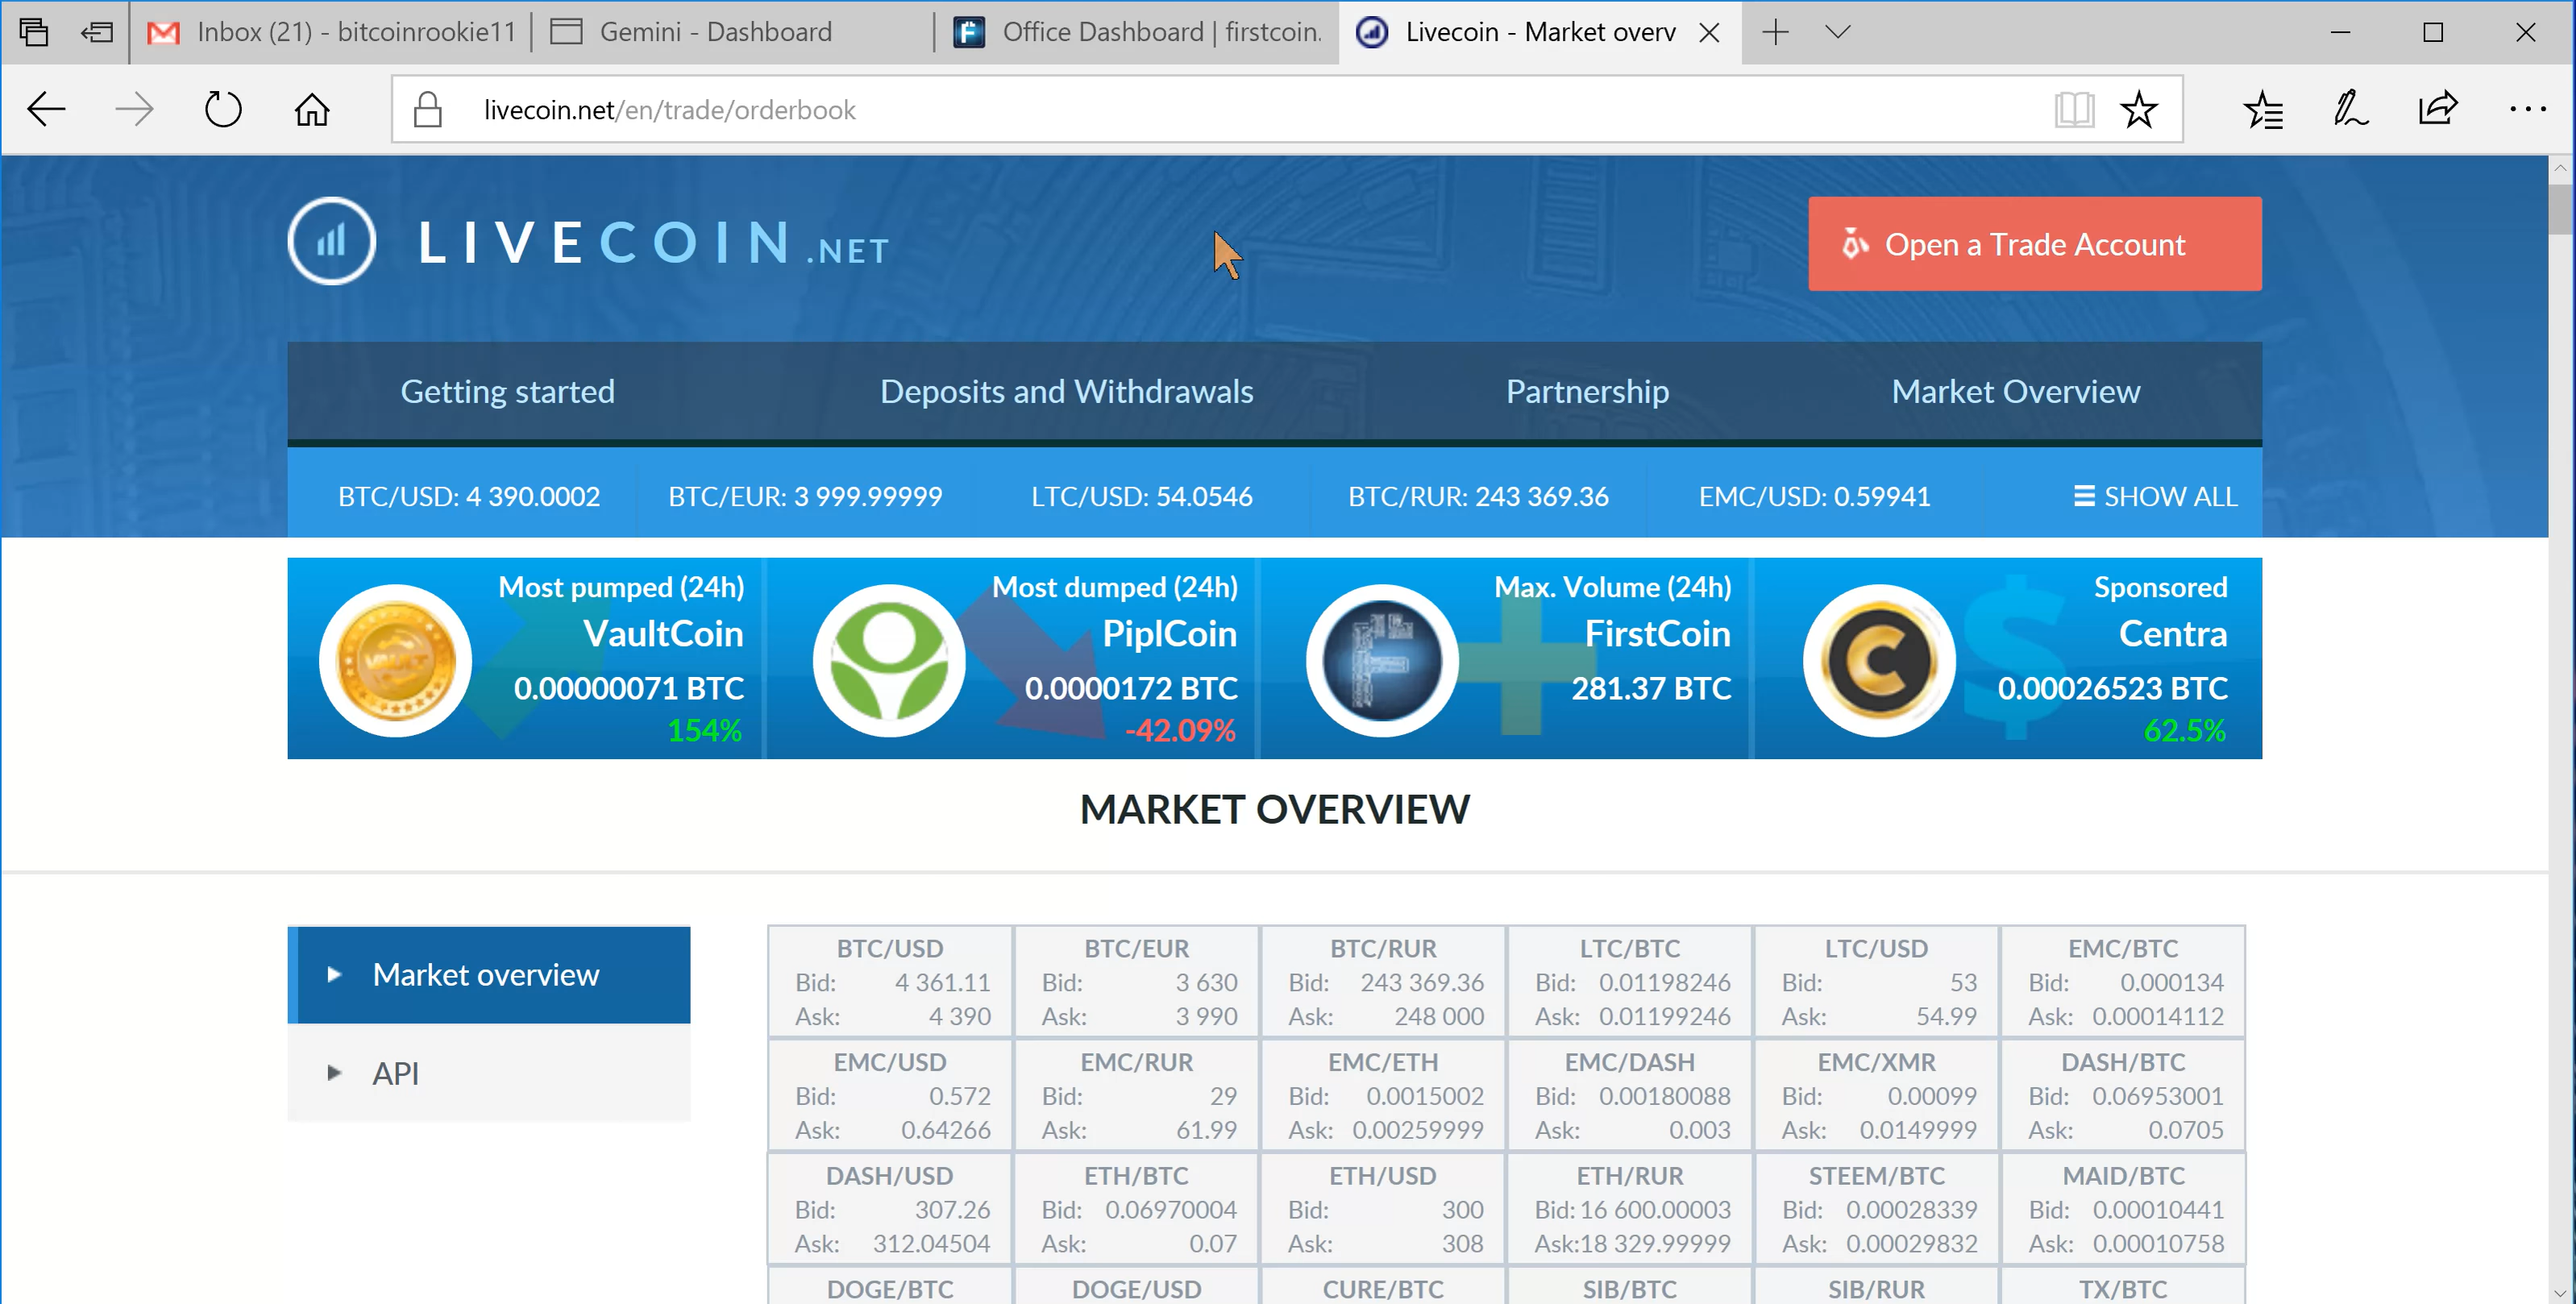 Inbox (21) - bitcoinrookie11
Gemini - Dashboard
Office Dashboard | firstcoin.
Livecoin - Market overv
livecoin.net/en/trade/orderbook
LIVECOIN.NET
Open a Trade Account
Getting started
Deposits and Withdrawals
Partnership
Market Overview
BTC/USD: 4 390.0002
BTC/EUR: 3 999.99999
LTC/USD: 54.0546
BTC/RUR: 243 369.36
EMC/USD: 0.59941
SHOW ALL
Most pumped (24h)
VaultCoin
0.00000071 BTC
154%
Most dumped (24h)
PiplCoin
0.0000172 BTC
-42.09%
Max. Volume (24h)
FirstCoin
281.37 BTC
Sponsored
Centra
0.00026523 BTC
62.5%
MARKET OVERVIEW
Market overview
API
BTC/USD
Bid: 4 361.11
Ask: 4 390
BTC/EUR
Bid: 3 630
Ask: 3 990
BTC/RUR
Bid: 243 369.36
Ask: 248 000
LTC/BTC
Bid: 0.01198246
Ask: 0.01199246
LTC/USD
Bid: 53
Ask: 54.99
EMC/BTC
Bid: 0.000134
Ask: 0.00014112
EMC/USD
Bid: 0.572
Ask: 0.64266
EMC/RUR
Bid: 29
Ask: 61.99
EMC/ETH
Bid: 0.0015002
Ask: 0.00259999
EMC/DASH
Bid: 0.00180088
Ask: 0.003
EMC/XMR
Bid: 0.00099
Ask: 0.0149999
DASH/BTC
Bid: 0.06953001
Ask: 0.0705
DASH/USD
Bid: 307.26
Ask: 312.04504
ETH/BTC
Bid: 0.06970004
Ask: 0.07
ETH/USD
Bid: 300
Ask: 308
ETH/RUR
Bid: 16 600.00003
Ask:18 329.99999
STEEM/BTC
Bid: 0.00028339
Ask: 0.00029832
MAID/BTC
Bid: 0.00010441
Ask: 0.00010758
DOGE/BTC
DOGE/USD
CURE/BTC
SIB/BTC
SIB/RUR
TX/BTC